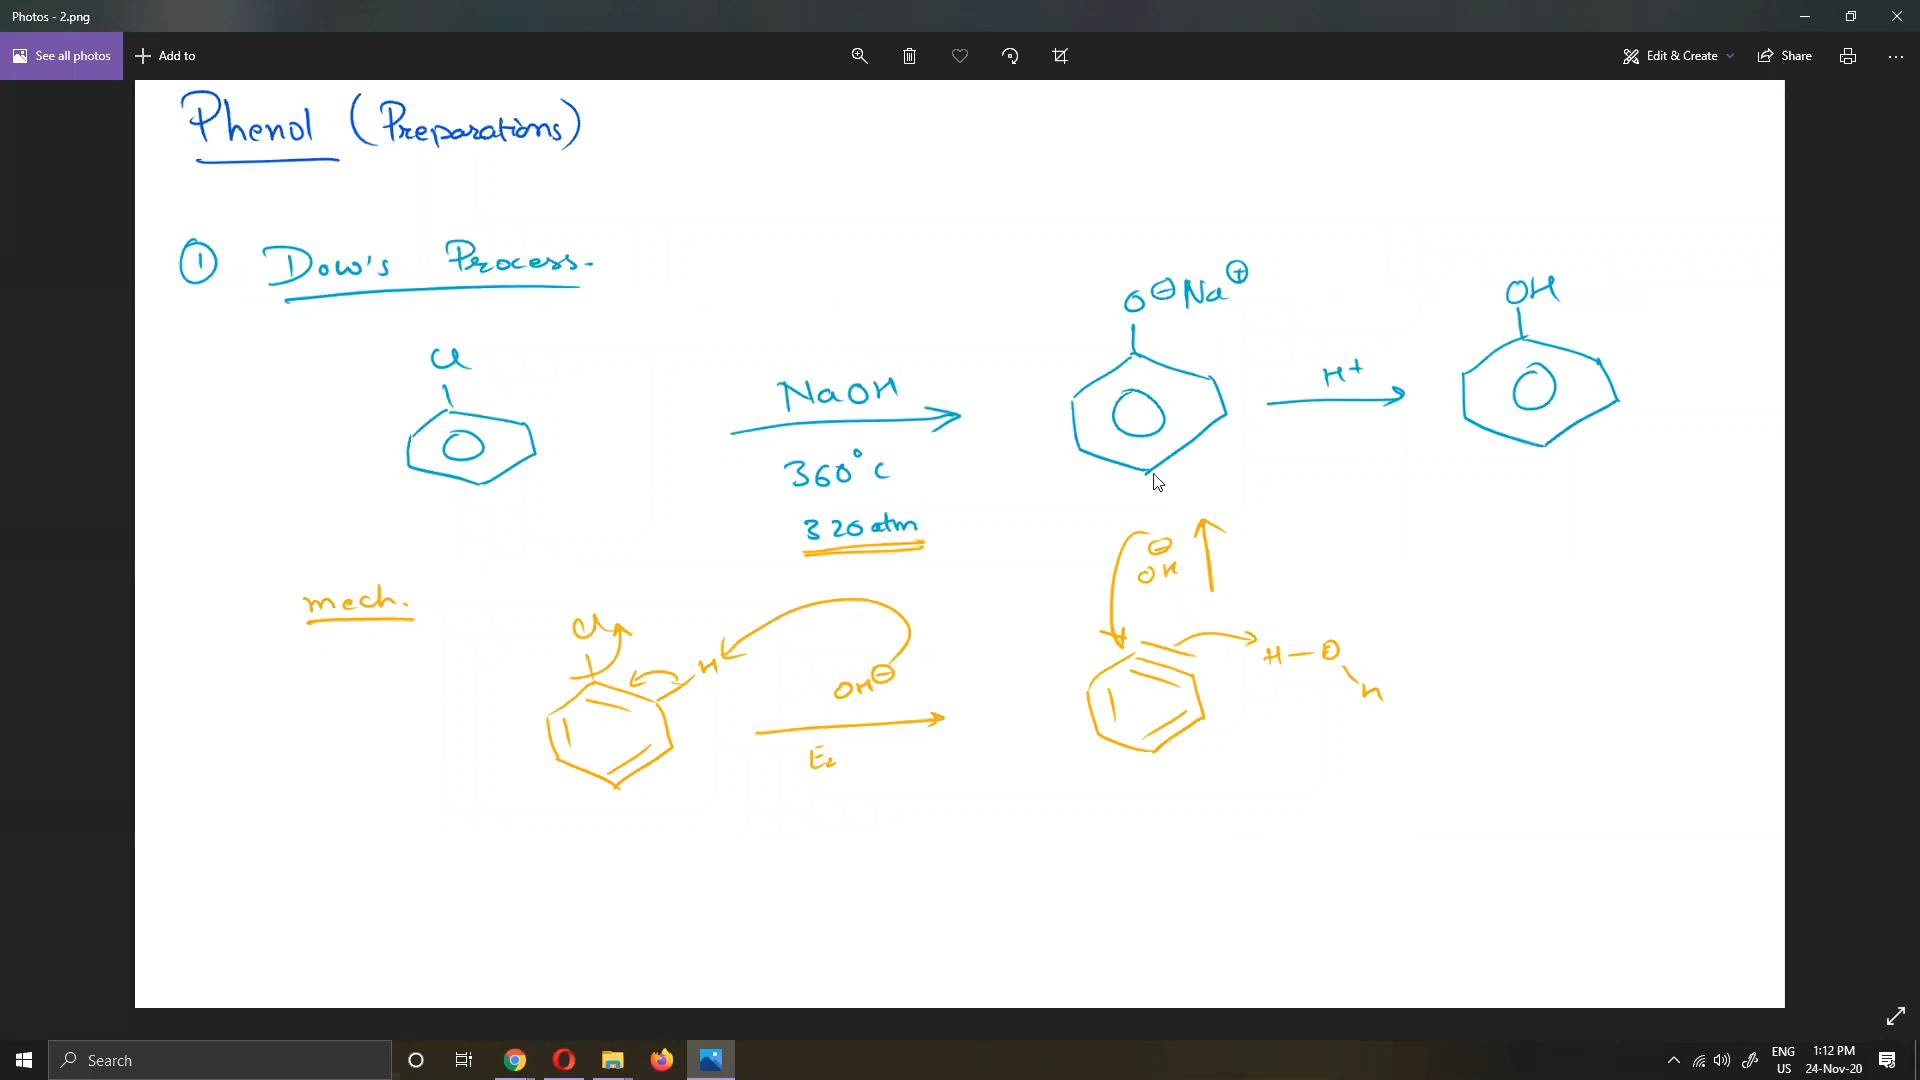 Photos - 2.png
See all photos
Add to
Edit & Create
Share
Phenol (Preparations)
① Dow's Process.
Cl
NaOH
360°C
320 atm
O⊖Na⊕
H+
OH
mech.
Cl
H
OH⊖
E₂
⊖
OH
H-O
H
Search
ENG
US
1:12 PM
24-Nov-20